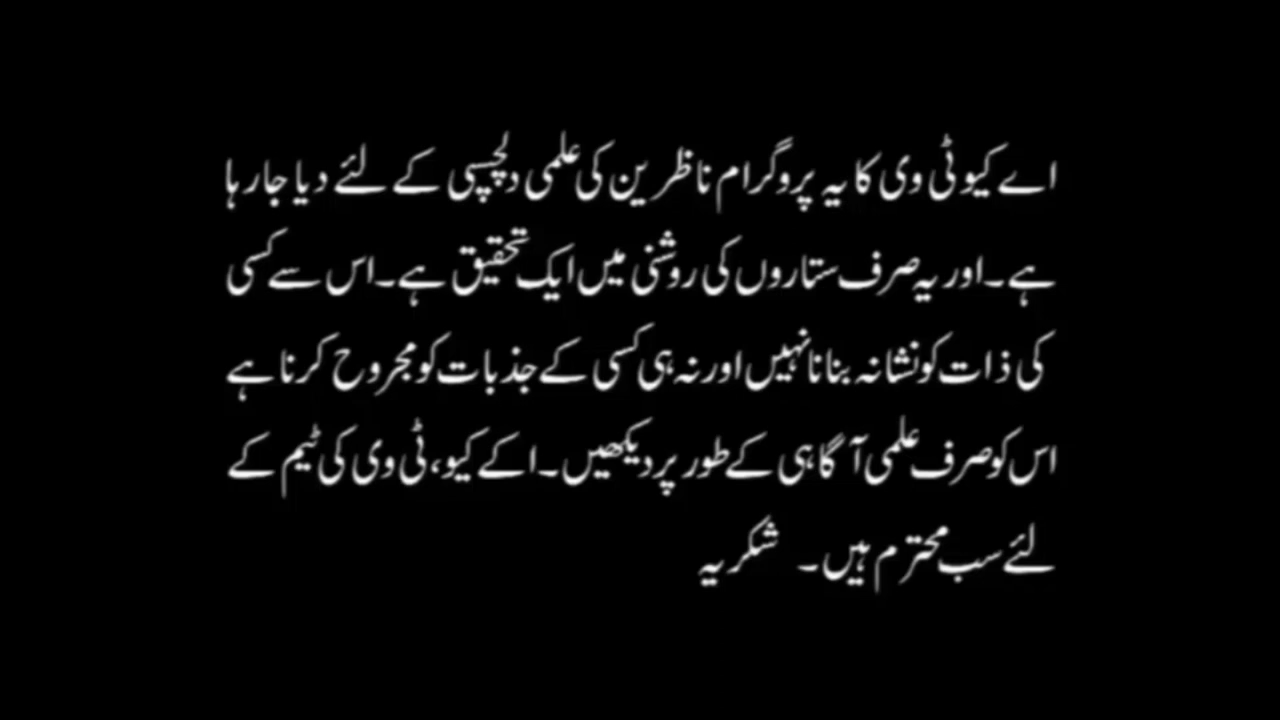 اے کیو ٹی وی کا یہ پروگرام ناظرین کی علمی دلچسپی کے لئے دیا جارہا
ہے۔ اور یہ صرف ستاروں کی روشنی میں ایک تحقیق ہے۔ اس سے کسی
کی ذات کو نشانہ بنانا نہیں اور نہ ہی کسی کے جذبات کو مجروح کرنا ہے
اس کو صرف علمی آگاہی کے طور پر دیکھیں۔ اکے کیو، ٹی وی کی ٹیم کے
لئے سب محترم ہیں۔ شکریہ